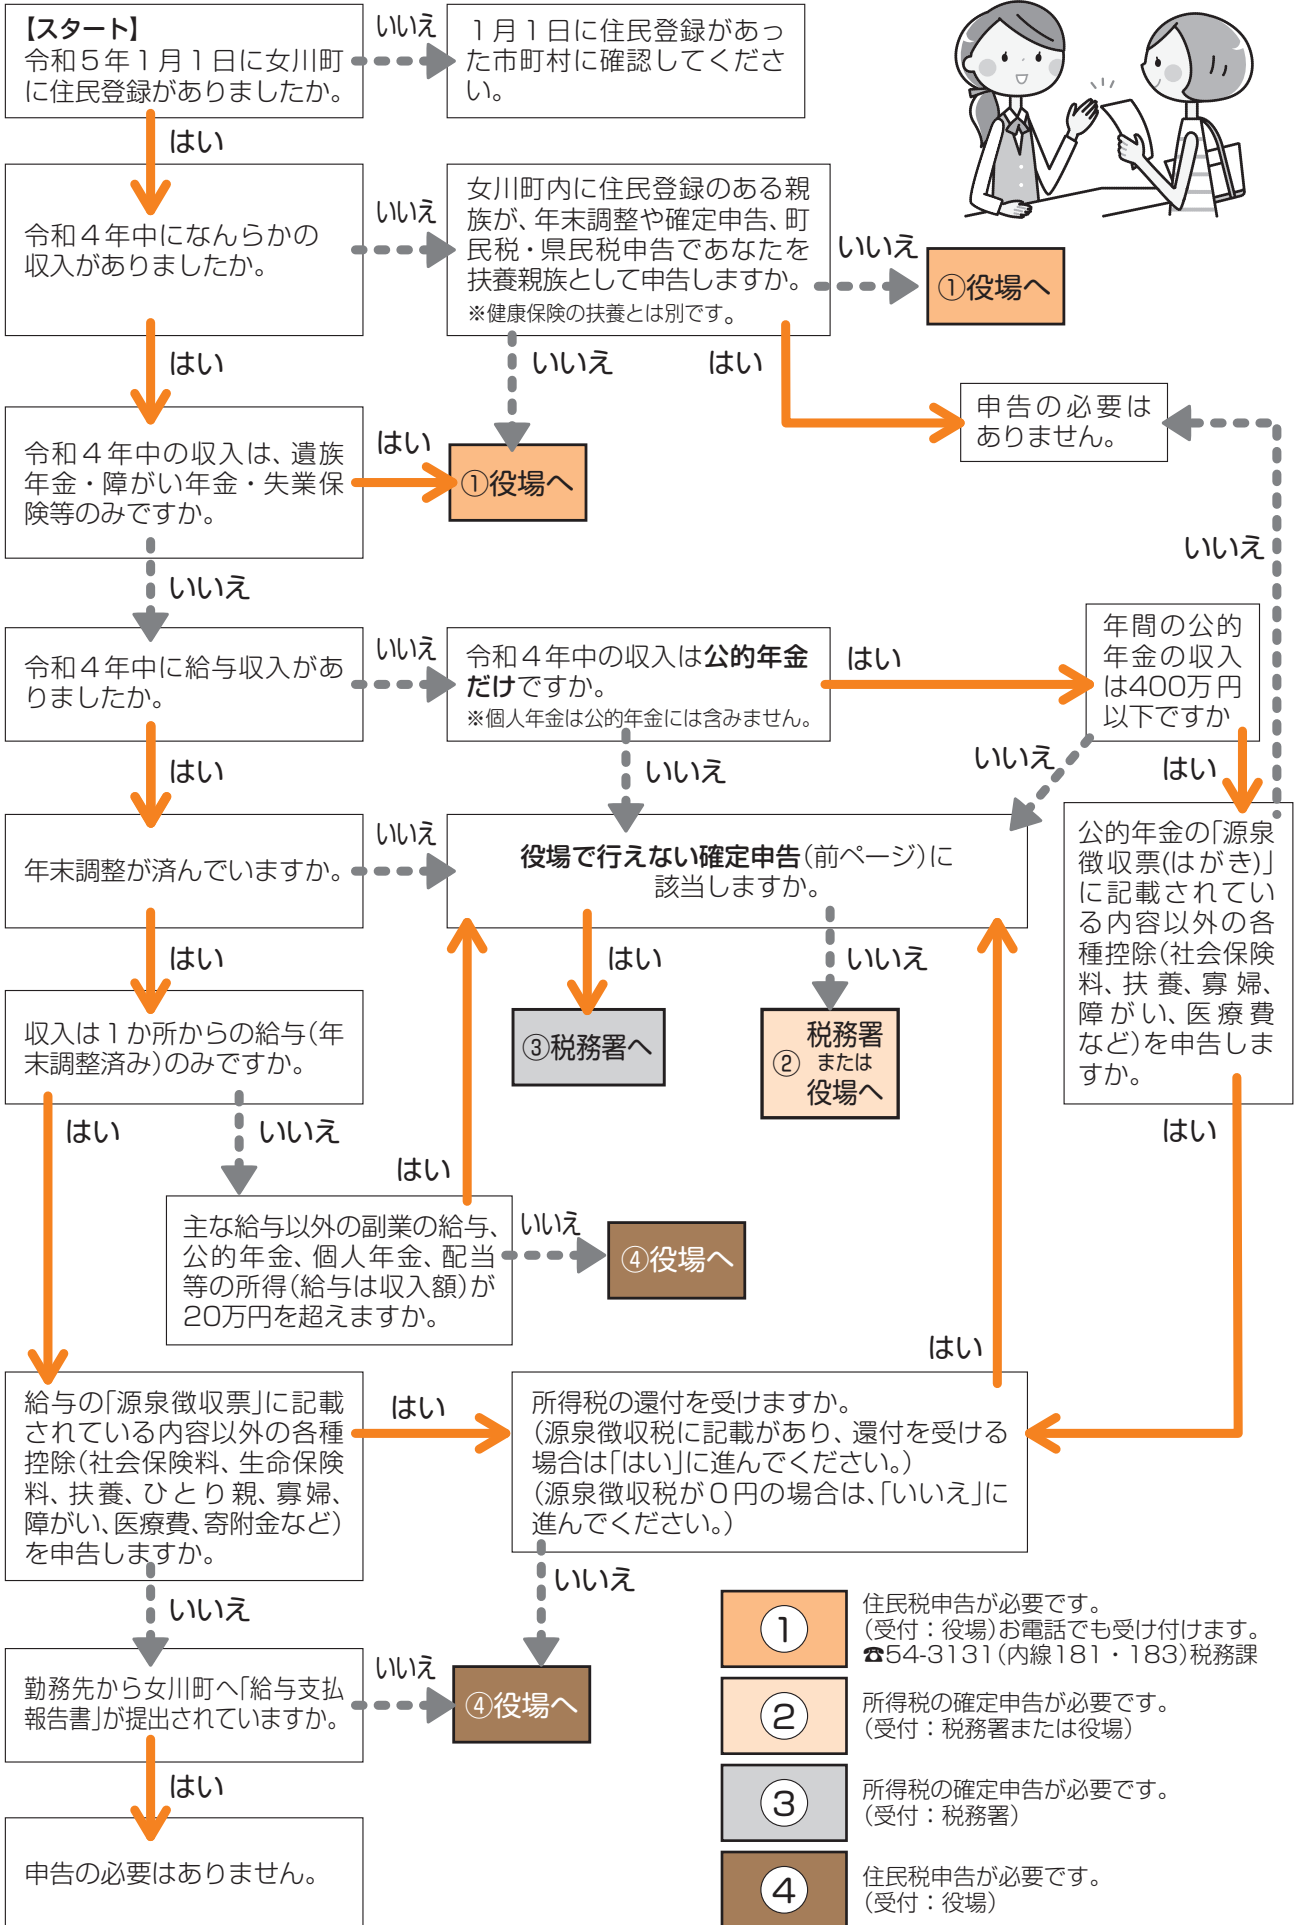 【スタート】
令和５年１月１日に女川町
に住民登録がありましたか。
いいえ
１月１日に住民登録があっ
た市町村に確認してくださ
い。
はい
令和４年中になんらかの
収入がありましたか。
いいえ
女川町内に住民登録のある親
族が、年末調整や確定申告、町
民税・県民税申告であなたを
扶養親族として申告しますか。
※健康保険の扶養とは別です。
いいえ
①役場へ
はい
いいえ
はい
申告の必要は
ありません。
令和４年中の収入は、遺族
年金・障がい年金・失業保
険等のみですか。
はい
①役場へ
いいえ
いいえ
令和４年中に給与収入があ
りましたか。
いいえ
令和４年中の収入は公的年金
だけですか。
※個人年金は公的年金には含みません。
はい
年間の公的
年金の収入
は400万円
以下ですか
はい
いいえ
いいえ
はい
年末調整が済んでいますか。
いいえ
役場で行えない確定申告（前ページ）に
該当しますか。
公的年金の「源泉
徴収票(はがき)」
に記載されてい
る内容以外の各
種控除(社会保険
料、扶養、寡婦、
障がい、医療費
など)を申告しま
すか。
はい
はい
いいえ
収入は１か所からの給与（年
末調整済み）のみですか。
③税務署へ
②
税務署
または
役場へ
はい
いいえ
はい
はい
主な給与以外の副業の給与、
公的年金、個人年金、配当
等の所得（給与は収入額）が
20万円を超えますか。
いいえ
④役場へ
はい
給与の「源泉徴収票」に記載
されている内容以外の各種
控除（社会保険料、生命保険
料、扶養、ひとり親、寡婦、
障がい、医療費、寄附金など）
を申告しますか。
はい
所得税の還付を受けますか。
（源泉徴収税に記載があり、還付を受ける
場合は「はい」に進んでください。）
（源泉徴収税が０円の場合は、「いいえ」に
進んでください。）
いいえ
いいえ
勤務先から女川町へ「給与支払
報告書」が提出されていますか。
いいえ
④役場へ
はい
申告の必要はありません。
①
住民税申告が必要です。
（受付：役場）お電話でも受け付けます。
☎54-3131（内線181・183）税務課
②
所得税の確定申告が必要です。
（受付：税務署または役場）
③
所得税の確定申告が必要です。
（受付：税務署）
④
住民税申告が必要です。
（受付：役場）